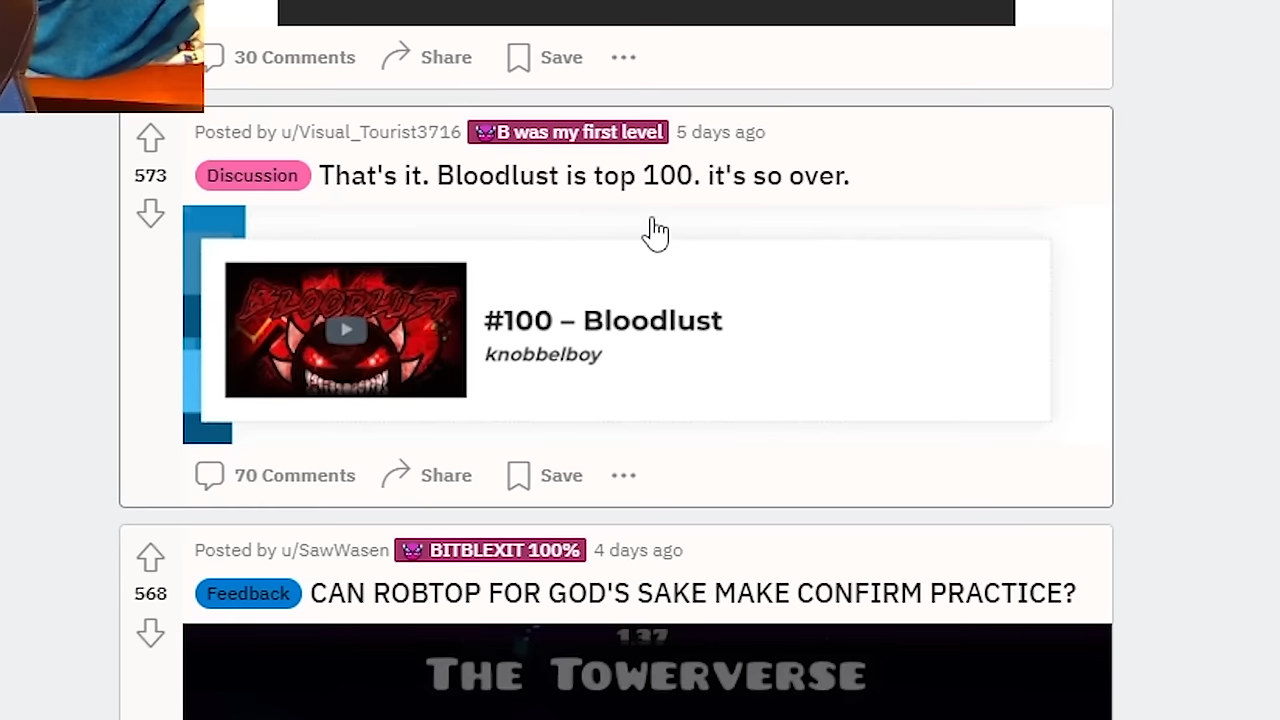 30 Comments Share Save
Posted by u/Visual_Tourist3716 B was my first level 5 days ago
573
Discussion That's it. Bloodlust is top 100. it's so over.
BLOODLUST
#100 – Bloodlust
knobbelboy
70 Comments Share Save
Posted by u/SawWasen BITBLEXIT 100% 4 days ago
568
Feedback CAN ROBTOP FOR GOD'S SAKE MAKE CONFIRM PRACTICE?
1,37
The Towerverse